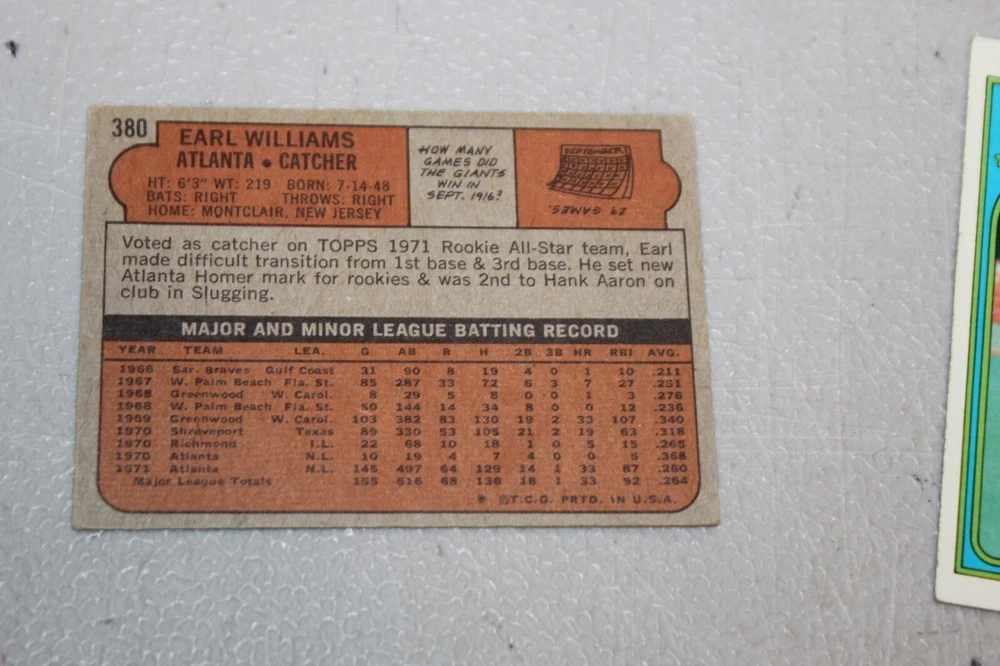 380
EARL WILLIAMS
ATLANTA • CATCHER
HT: 6'3" WT: 219 BORN: 7-14-48
BATS: RIGHT THROWS: RIGHT
HOME: MONTCLAIR, NEW JERSEY
HOW MANY
GAMES DID
THE GIANTS
WIN IN
SEPT. 1916?
SEPTEMBER
29 GAMES.
Voted as catcher on TOPPS 1971 Rookie All-Star team, Earl
made difficult transition from 1st base & 3rd base. He set new
Atlanta Homer mark for rookies & was 2nd to Hank Aaron on
club in Slugging.
MAJOR AND MINOR LEAGUE BATTING RECORD
YEAR TEAM LEA. G AB R H 2B 3B HR RBI AVG.
1966 Sar. Braves Gulf Coast 31 90 8 19 4 0 1 10 .211
1967 W. Palm Beach Fla. St. 85 287 33 72 6 3 7 27 .251
1968 Greenwood W. Carol. 8 29 5 8 0 0 1 3 .276
1968 W. Palm Beach Fla. St. 50 144 14 34 8 0 0 12 .236
1969 Greenwood W. Carol. 103 382 83 130 19 2 33 107 .340
1970 Shreveport Texas 89 330 53 105 21 2 19 63 .318
1970 Richmond I.L. 22 68 10 18 1 0 5 15 .265
1970 Atlanta N.L. 10 19 4 7 4 0 0 5 .368
1971 Atlanta N.L. 145 497 64 129 14 1 33 87 .260
Major League Totals 155 516 68 136 18 1 33 92 .264
* ©T.C.G. PRTD. IN U.S.A.